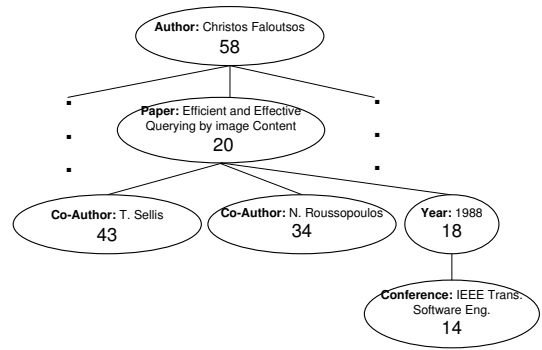 Author: Christos Faloutsos
58
Paper: Efficient and Effective
Querying by image Content
20
Co-Author: T. Sellis
43
Co-Author: N. Roussopoulos
34
Year: 1988
18
Conference: IEEE Trans.
Software Eng.
14